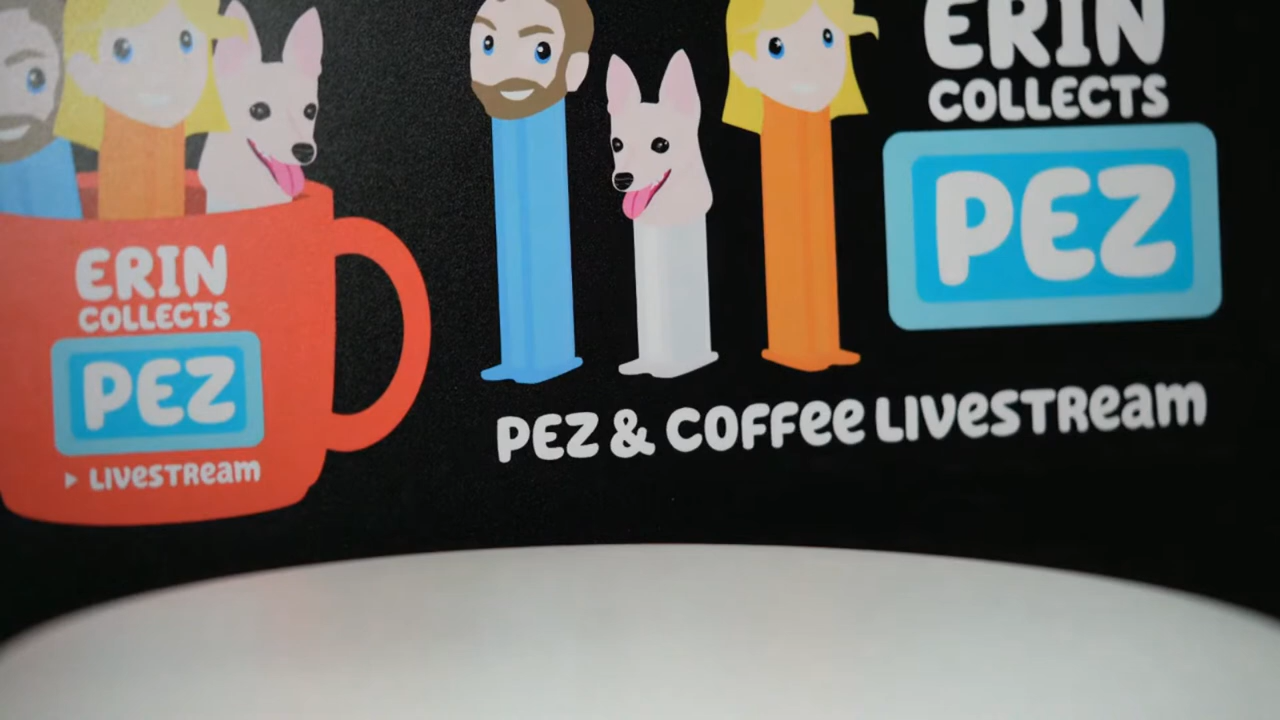 ERIN
COLLECTS
PEZ
LIVESTREAM
ERIN
COLLECTS
PEZ
PEZ & COFFEE LIVESTREAM